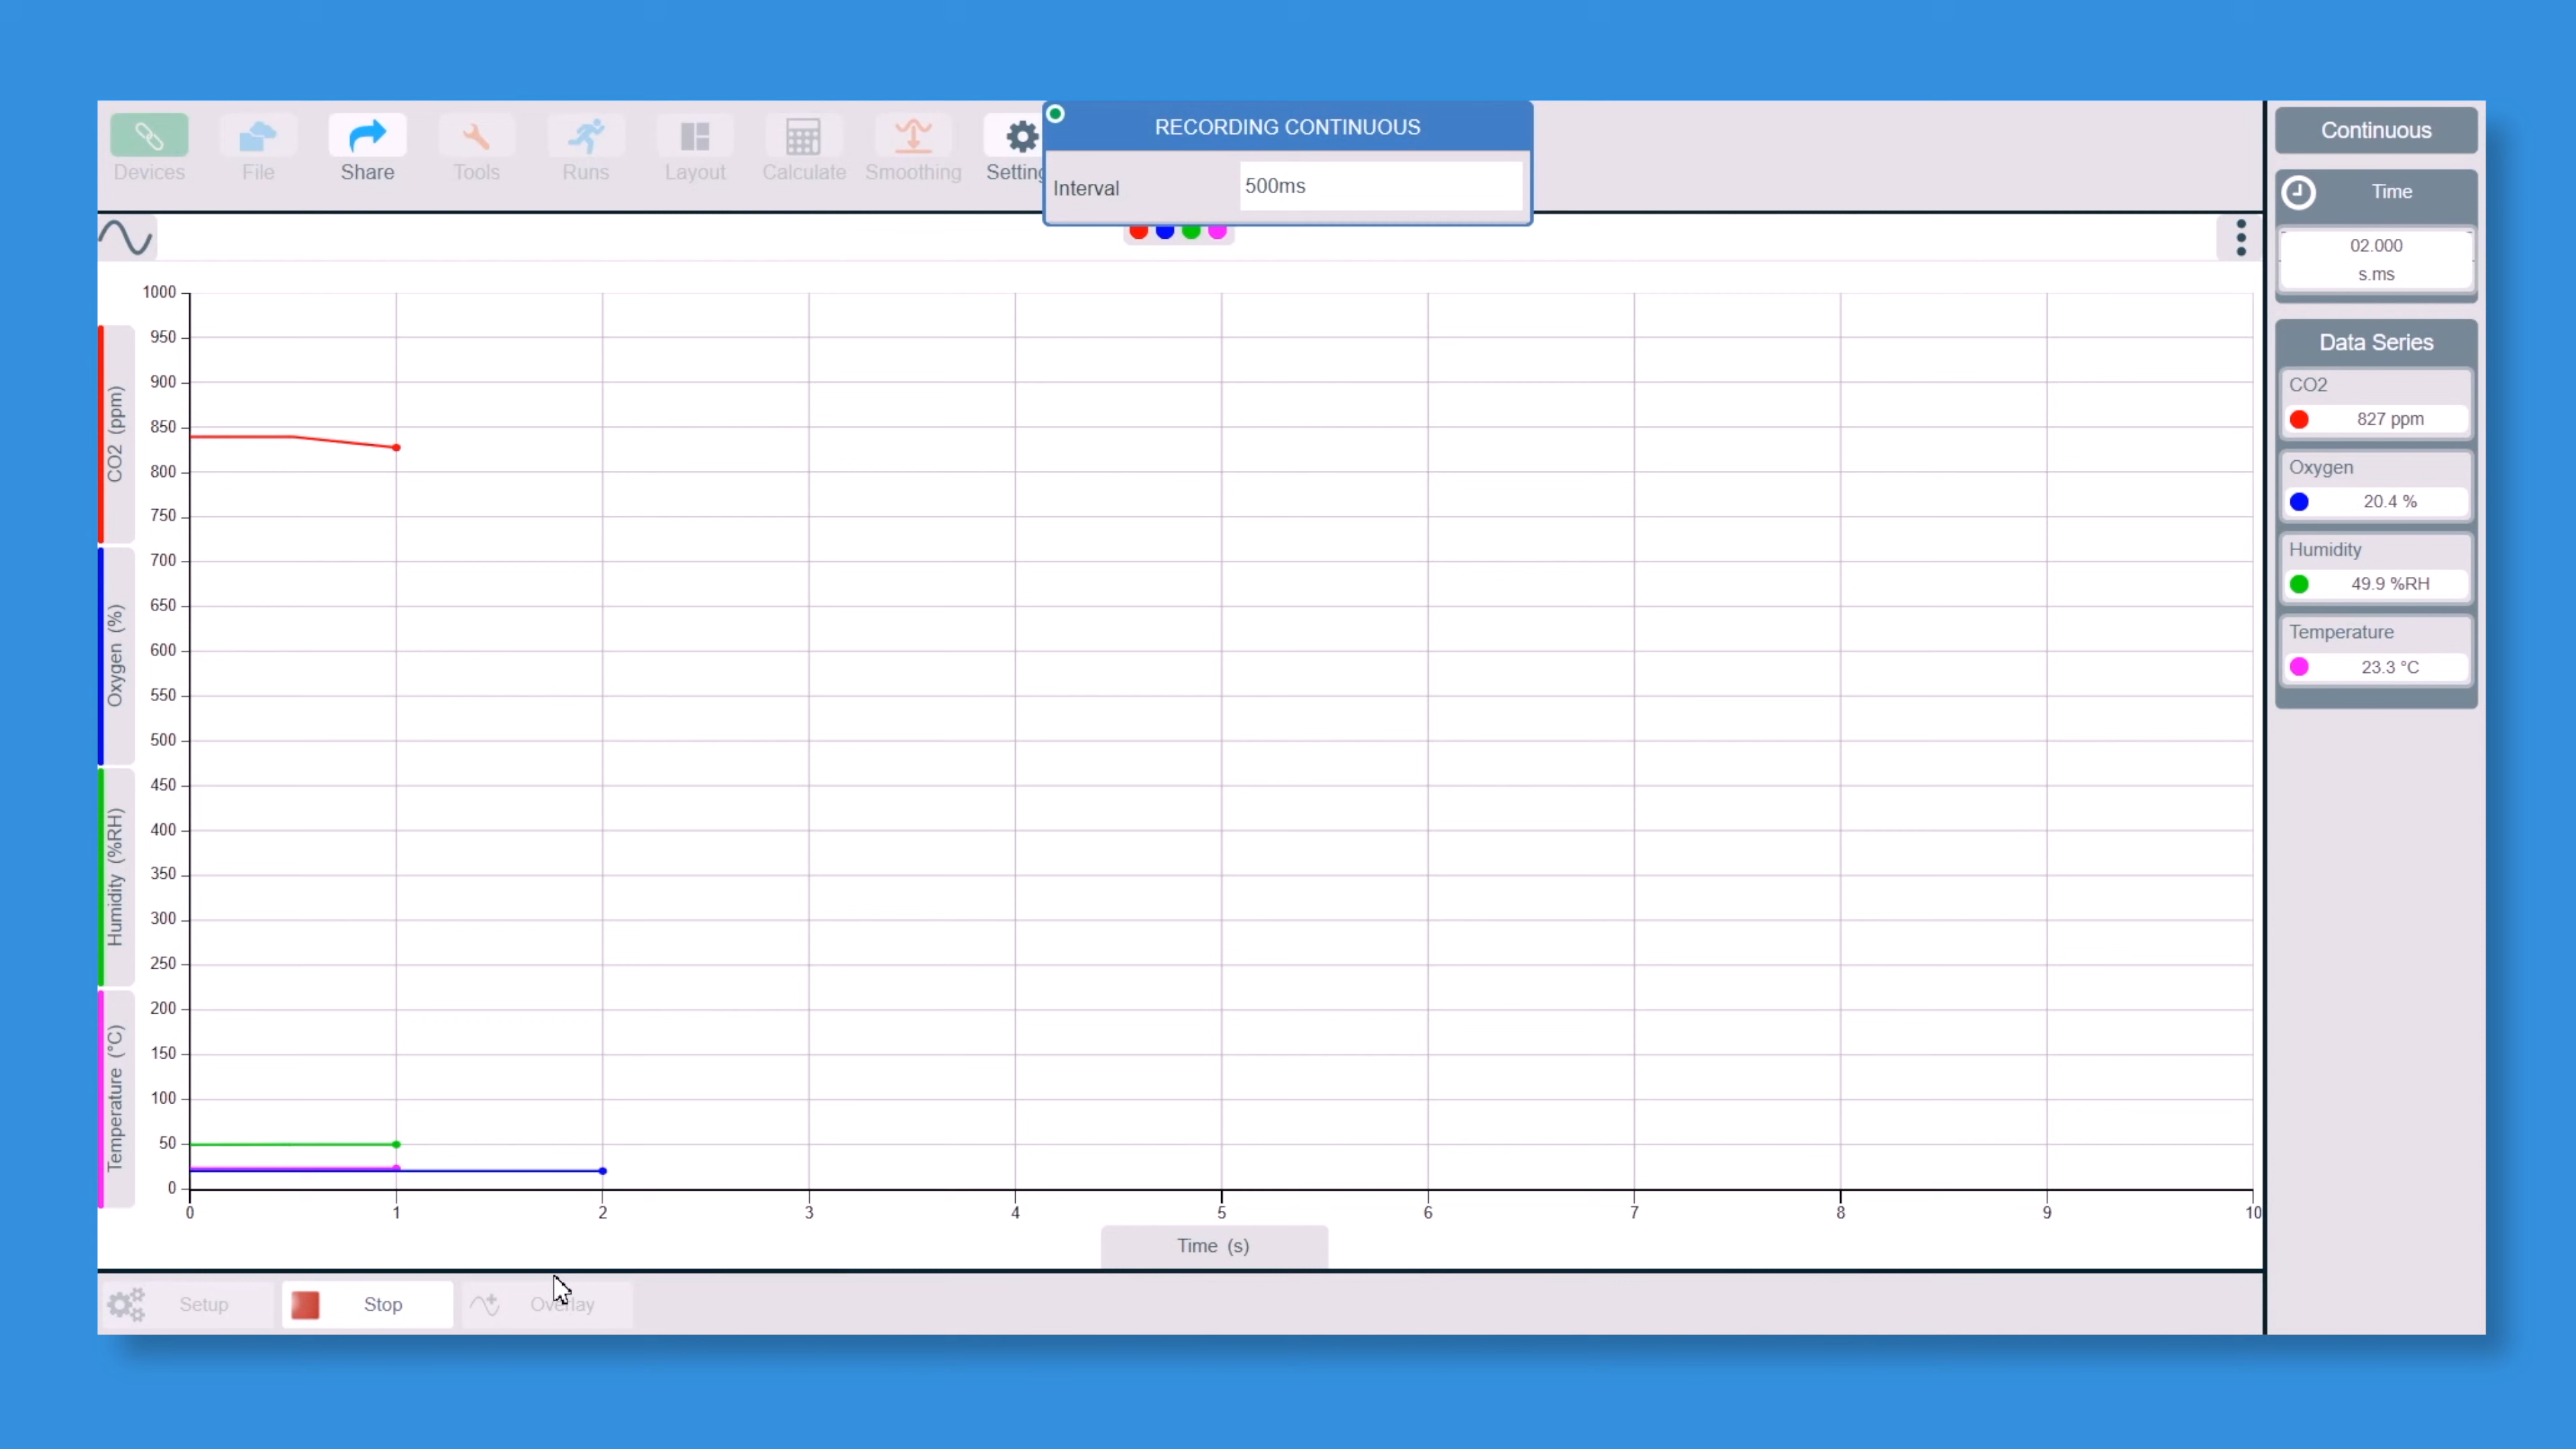 Devices
File
Share
Tools
Runs
Layout
Calculate
Smoothing
RECORDING CONTINUOUS
Interval
500ms
Continuous
Time
02.000
s.ms
Data Series
CO2
827 ppm
Oxygen
20.4 %
Humidity
49.9 %RH
Temperature
23.3 °C
CO2 (ppm)
Oxygen (%)
Humidity (%RH)
Temperature (°C)
1000
950
900
850
800
750
700
650
600
550
500
450
400
350
300
250
200
150
100
50
0
0 1 2 3 4 5 6 7 8 9 10
Time (s)
Setup
Stop
Overlay